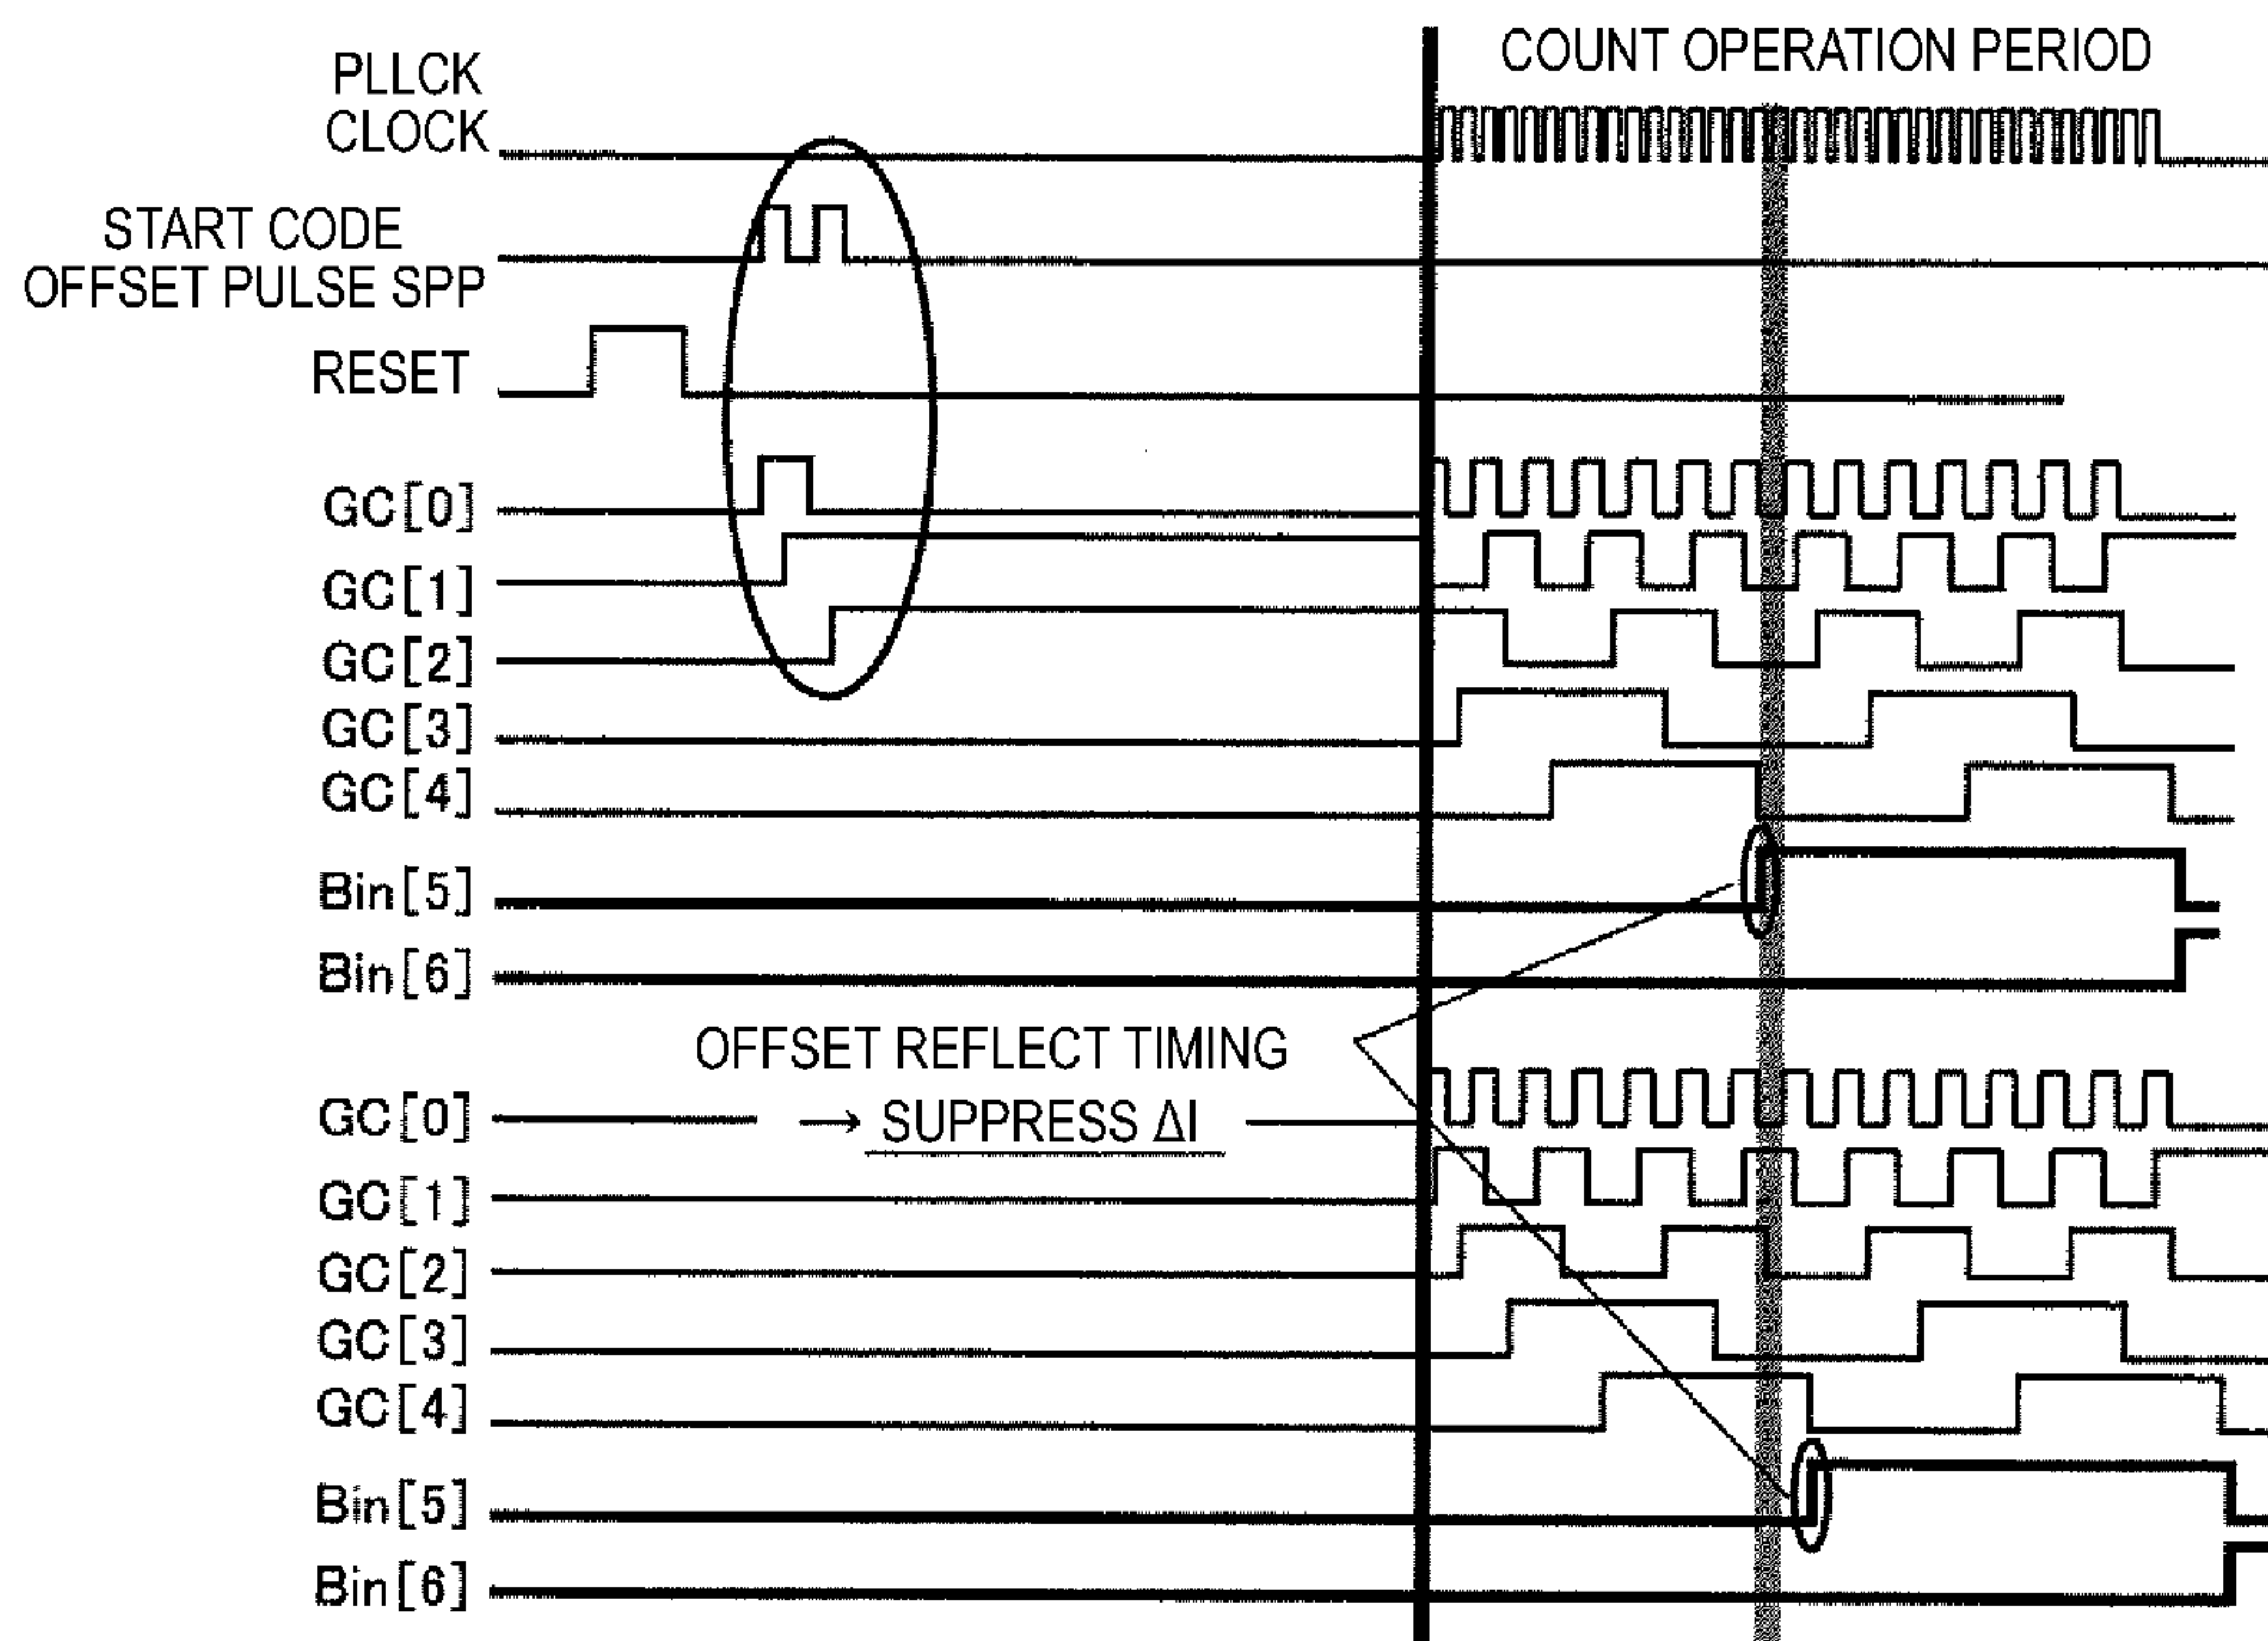 COUNT OPERATION PERIOD
PLLCK
CLOCK
START CODE
OFFSET PULSE SPP
RESET
GC[0]
GC[1]
GC[2]
GC[3]
GC[4]
Bin[5]
Bin[6]
OFFSET REFLECT TIMING
GC[0] → SUPPRESS ΔI
GC[1]
GC[2]
GC[3]
GC[4]
Bin[5]
Bin[6]